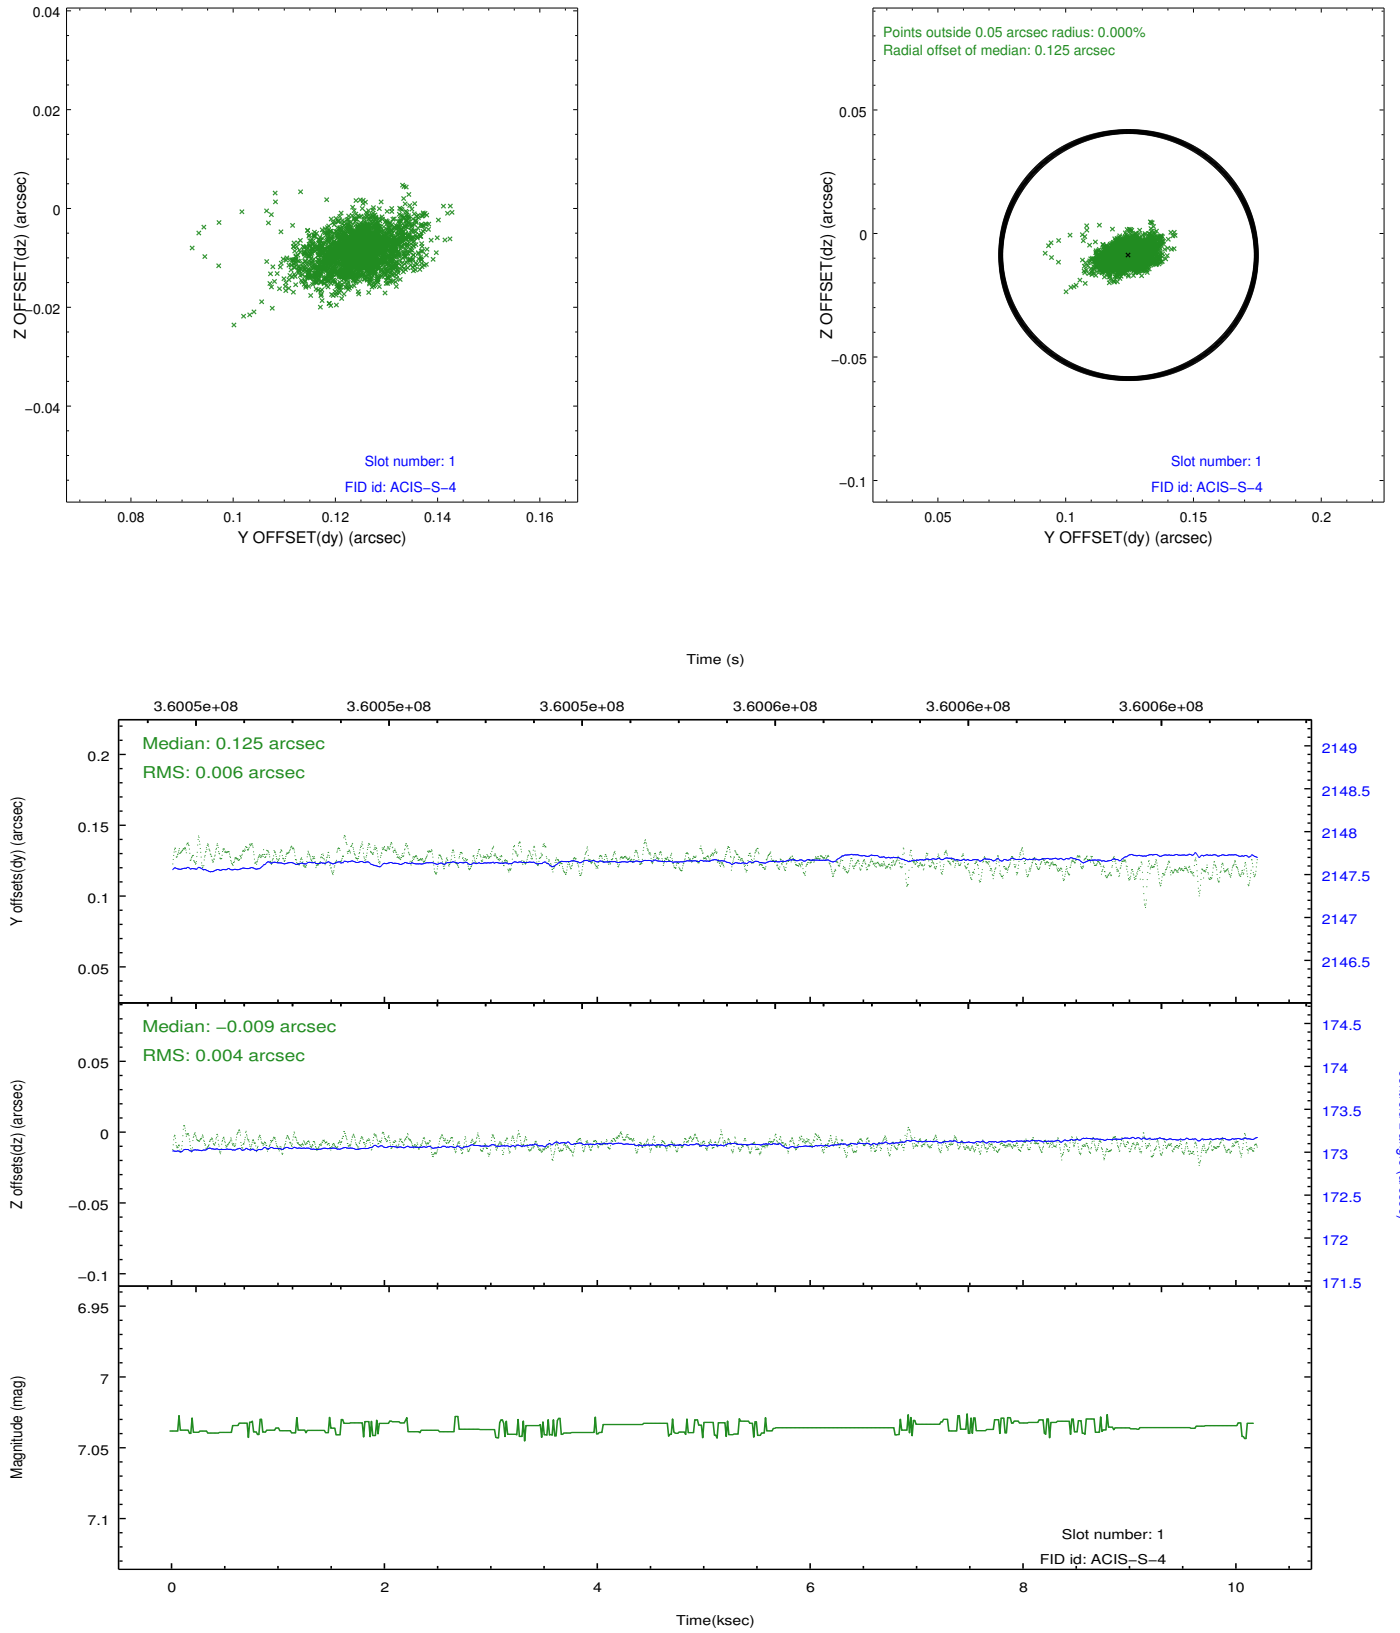 0.04
0.02
0
−0.02
−0.04
Z OFFSET(dz) (arcsec)
Slot number: 1
FID id: ACIS−S−4
0.08 0.1 0.12 0.14 0.16
Y OFFSET(dy) (arcsec)
Points outside 0.05 arcsec radius: 0.000%
Radial offset of median: 0.125 arcsec
0.05
0
−0.05
−0.1
Z OFFSET(dz) (arcsec)
Slot number: 1
FID id: ACIS−S−4
0.05 0.1 0.15 0.2
Y OFFSET(dy) (arcsec)
Time (s)
3.6005e+08 3.6005e+08 3.6005e+08 3.6006e+08 3.6006e+08 3.6006e+08
Median: 0.125 arcsec
RMS: 0.006 arcsec
0.2
0.15
0.1
0.05
Y offsets(dy) (arcsec)
2149
2148.5
2148
2147.5
2147
2146.5
Median: −0.009 arcsec
RMS: 0.004 arcsec
0.05
0
−0.05
−0.1
Z offsets(dz) (arcsec)
174.5
174
173.5
173
172.5
172
171.5
6.95
7
7.05
7.1
Magnitude (mag)
Slot number: 1
FID id: ACIS−S−4
0 2 4 6 8 10
Time(ksec)